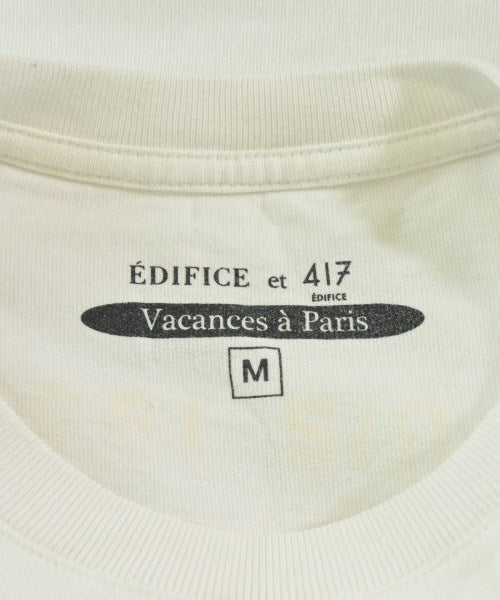 ÉDIFICE et 417
ÉDIFICE
Vacances à Paris
M